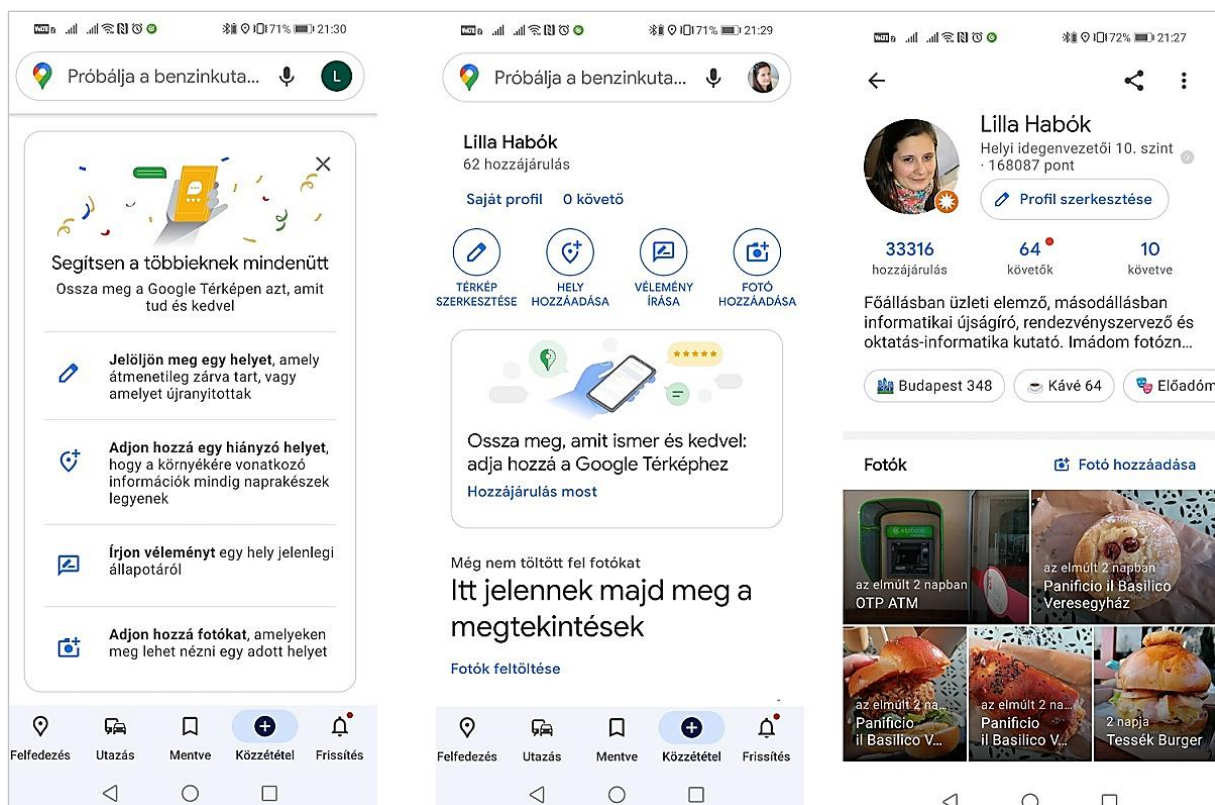 71% 21:30
Próbálja a benzinkuta...
L
Segítsen a többieknek mindenütt
Ossza meg a Google Térképen azt, amit
tud és kedvel
Jelöljön meg egy helyet, amely
átmenetileg zárva tart, vagy
amelyet újranyitottak
Adjon hozzá egy hiányzó helyet,
hogy a környékére vonatkozó
információk mindig naprakészek
legyenek
Írjon véleményt egy hely jelenlegi
állapotáról
Adjon hozzá fotókat, amelyeken
meg lehet nézni egy adott helyet
Felfedezés Utazás Mentve Közzététel Frissítés
71% 21:29
Próbálja a benzinkuta...
Lilla Habók
62 hozzájárulás
Saját profil 0 követő
TÉRKÉP SZERKESZTÉSE
HELY HOZZÁADÁSA
VÉLEMÉNY ÍRÁSA
FOTÓ HOZZÁADÁSA
Ossza meg, amit ismer és kedvel:
adja hozzá a Google Térképhez
Hozzájárulás most
Még nem töltött fel fotókat
Itt jelennek majd meg a
megtekintések
Fotók feltöltése
Felfedezés Utazás Mentve Közzététel Frissítés
72% 21:27
Lilla Habók
Helyi idegenvezetői 10. szint
· 168087 pont
Profil szerkesztése
33316 64 10
hozzájárulás követők követve
Főállásban üzleti elemző, másodállásban
informatikai újságíró, rendezvényszervező és
oktatás-informatika kutató. Imádom fotózn...
Budapest 348 Kávé 64 Előadóm
Fotók Fotó hozzáadása
az elmúlt 2 napban
OTP ATM
az elmúlt 2 napban
Panificio il Basilico
Veresegyház
az elmúlt 2 na...
Panificio
il Basilico V...
az elmúlt 2 na...
Panificio
il Basilico V...
2 napja
Tessék Burger